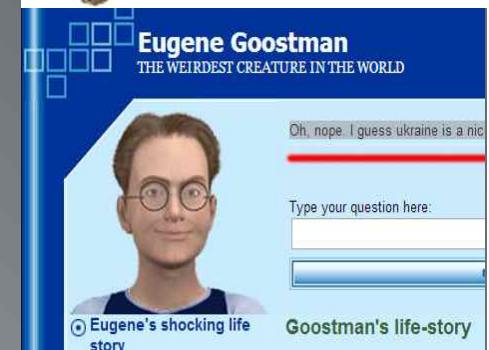 Eugene Goostman
THE WEIRDEST CREATURE IN THE WORLD
Oh, nope. I guess ukraine is a nic
Type your question here:
Eugene's shocking life
story
Goostman's life-story